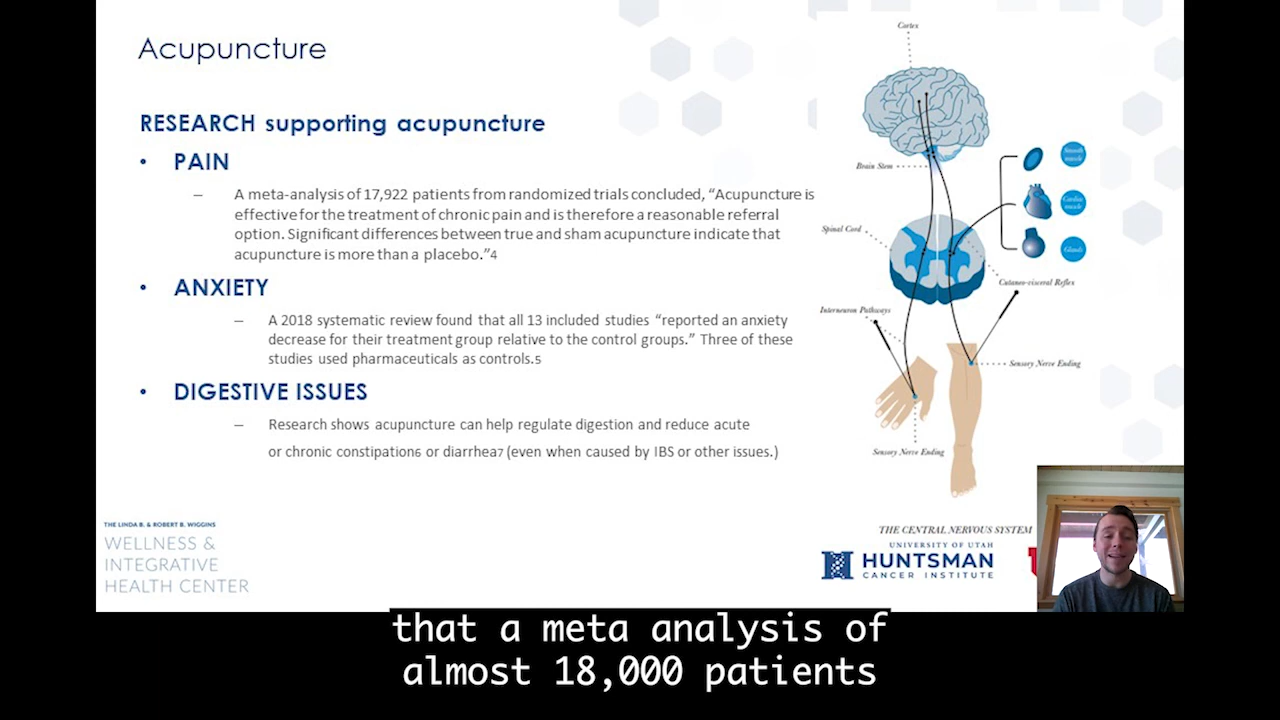 Acupuncture
RESEARCH supporting acupuncture
• PAIN
– A meta-analysis of 17,922 patients from randomized trials concluded, “Acupuncture is
effective for the treatment of chronic pain and is therefore a reasonable referral
option. Significant differences between true and sham acupuncture indicate that
acupuncture is more than a placebo.”4
• ANXIETY
– A 2018 systematic review found that all 13 included studies “reported an anxiety
decrease for their treatment group relative to the control groups.” Three of these
studies used pharmaceuticals as controls.5
• DIGESTIVE ISSUES
– Research shows acupuncture can help regulate digestion and reduce acute
or chronic constipation6 or diarrhea7 (even when caused by IBS or other issues.)
Cortex
Brain Stem
Smooth
muscle
Cardiac
muscle
Glands
Spinal Cord
Cutaneo-visceral Reflex
Interneuron Pathways
Sensory Nerve Ending
Sensory Nerve Ending
THE CENTRAL NERVOUS SYSTEM
THE LINDA B. & ROBERT B. WIGGINS
WELLNESS &
INTEGRATIVE
HEALTH CENTER
UNIVERSITY OF UTAH
HUNTSMAN
CANCER INSTITUTE
that a meta analysis of
almost 18,000 patients